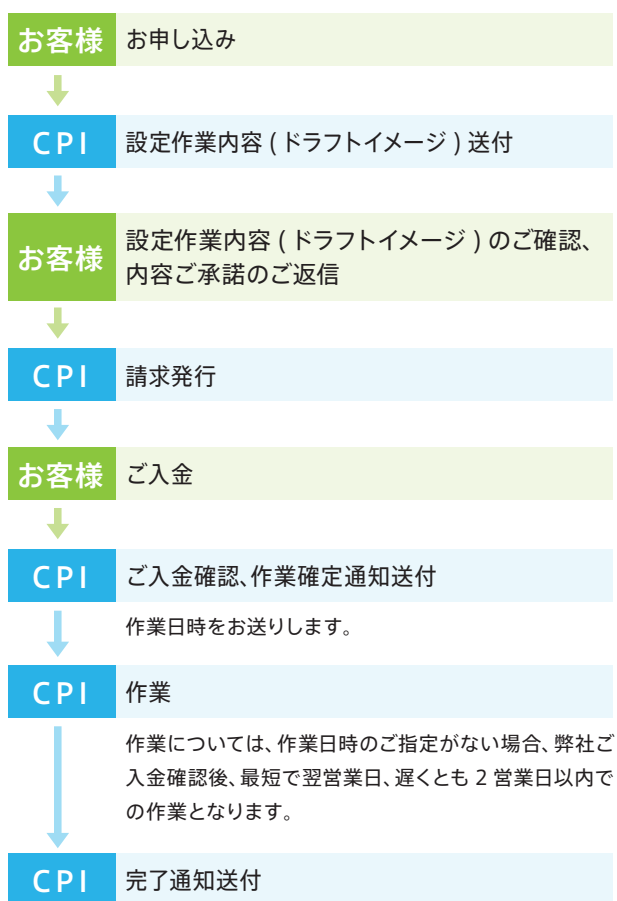 お客様 お申し込み
CPI 設定作業内容 ( ドラフトイメージ ) 送付
お客様 設定作業内容 ( ドラフトイメージ ) のご確認、
内容ご承諾のご返信
CPI 請求発行
お客様 ご入金
CPI ご入金確認、作業確定通知送付
作業日時をお送りします。
CPI 作業
作業については、作業日時のご指定がない場合、弊社ご
入金確認後、最短で翌営業日、遅くとも 2 営業日以内で
の作業となります。
CPI 完了通知送付